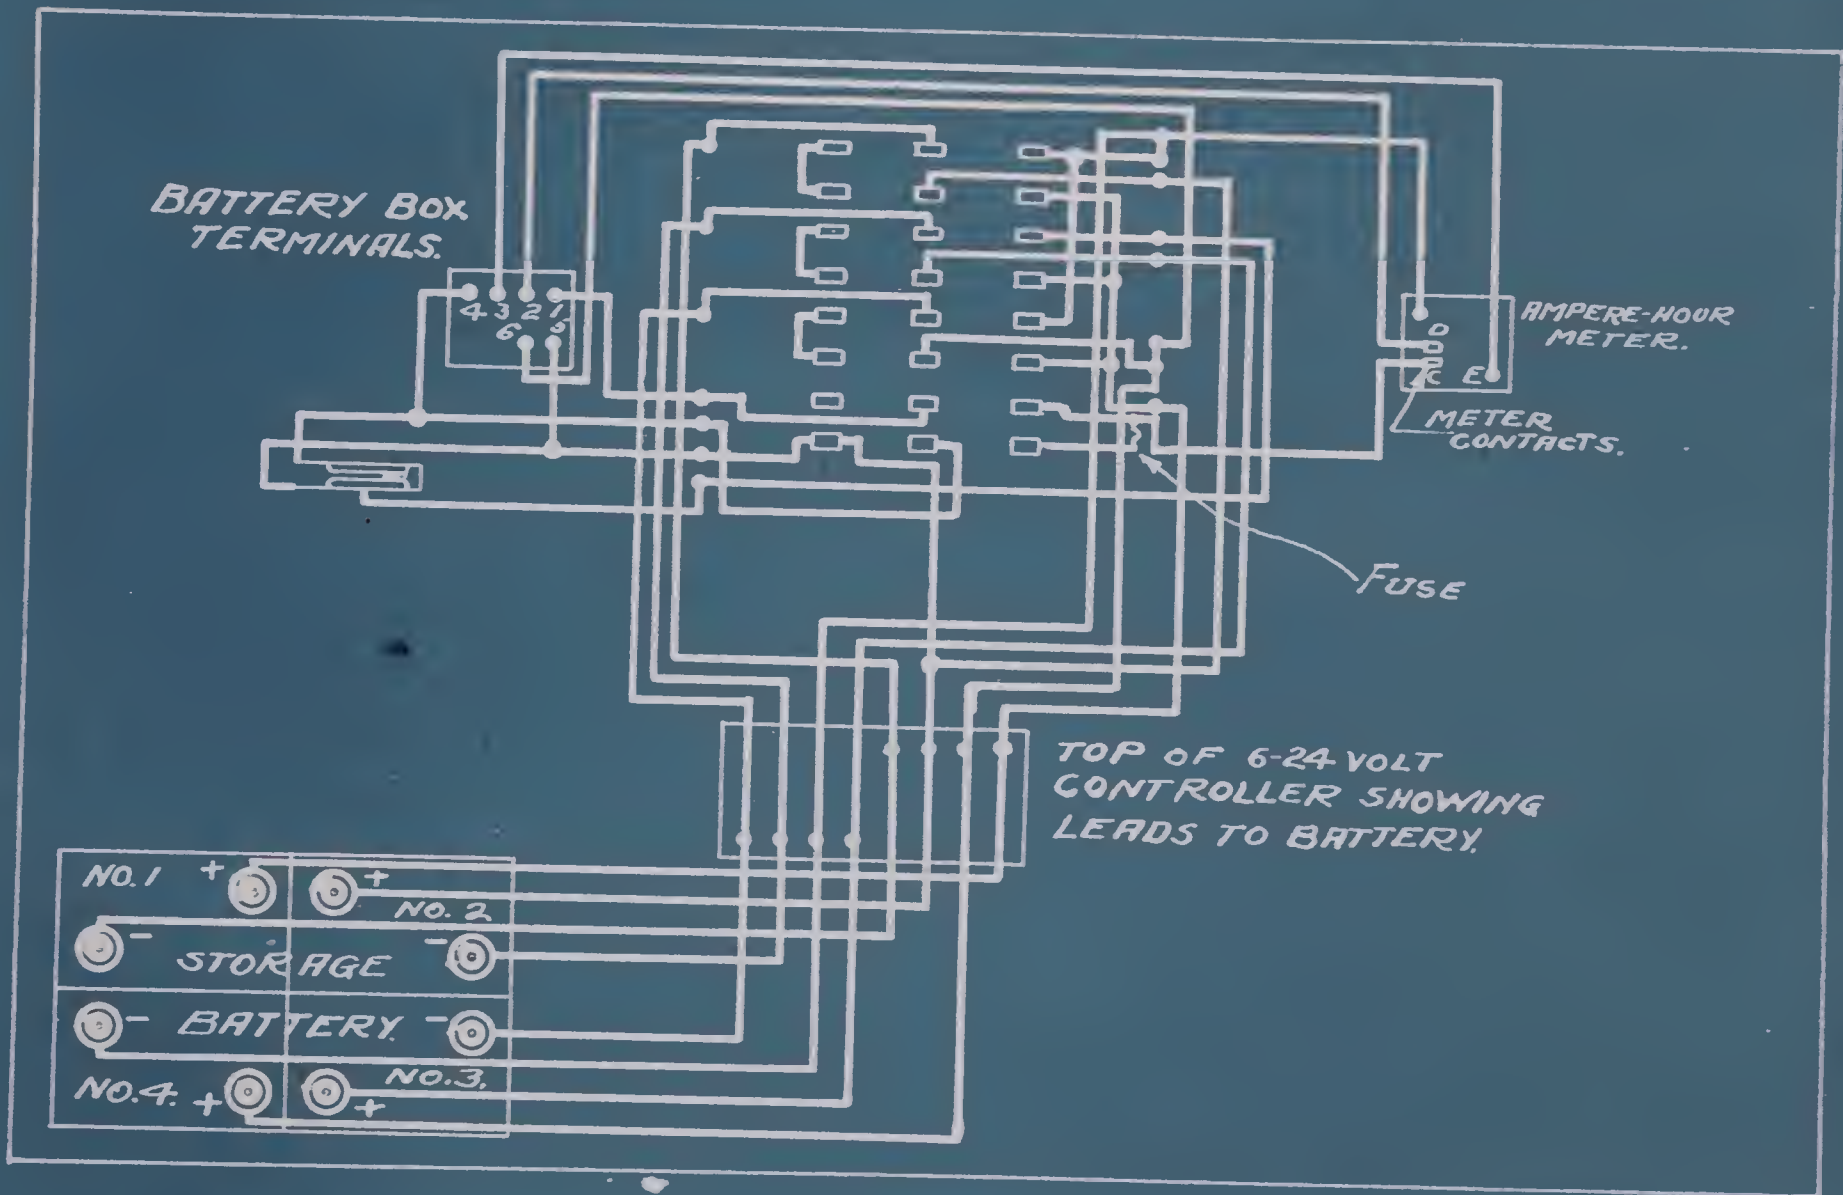 BATTERY BOX
TERMINALS.
4 3 2 1
6 5
D
C E
AMPERE-HOUR
METER.
METER
CONTACTS.
FUSE
TOP OF 6-24 VOLT
CONTROLLER SHOWING
LEADS TO BATTERY.
NO. 1 + +
NO. 2
- -
STORAGE
- BATTERY. -
NO. 3.
NO. 4. + +